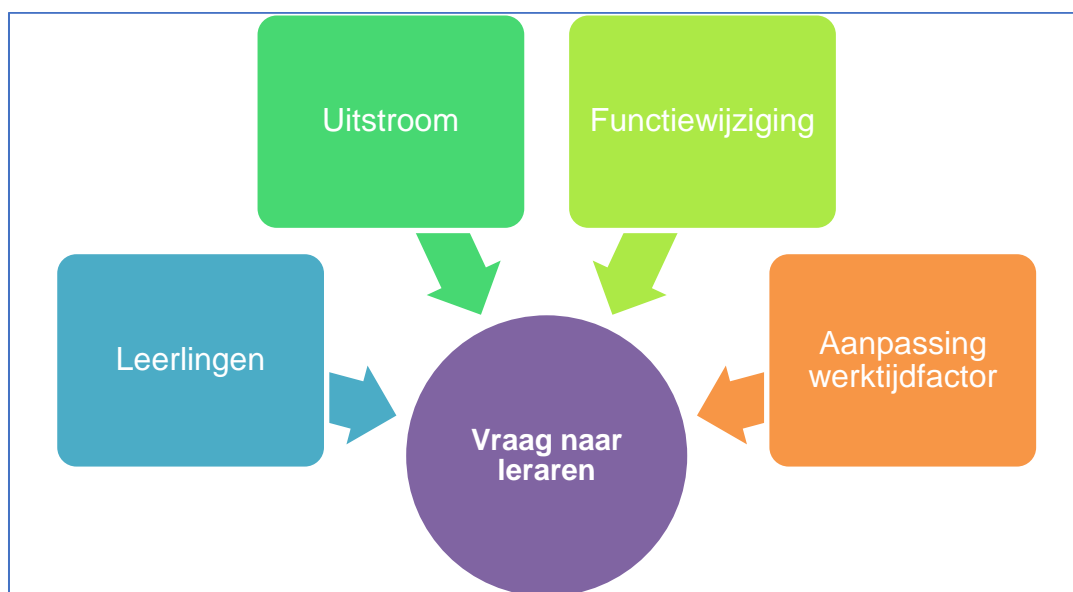 Uitstroom
Functiewijziging
Leerlingen
Aanpassing
werktijdfactor
Vraag naar
leraren